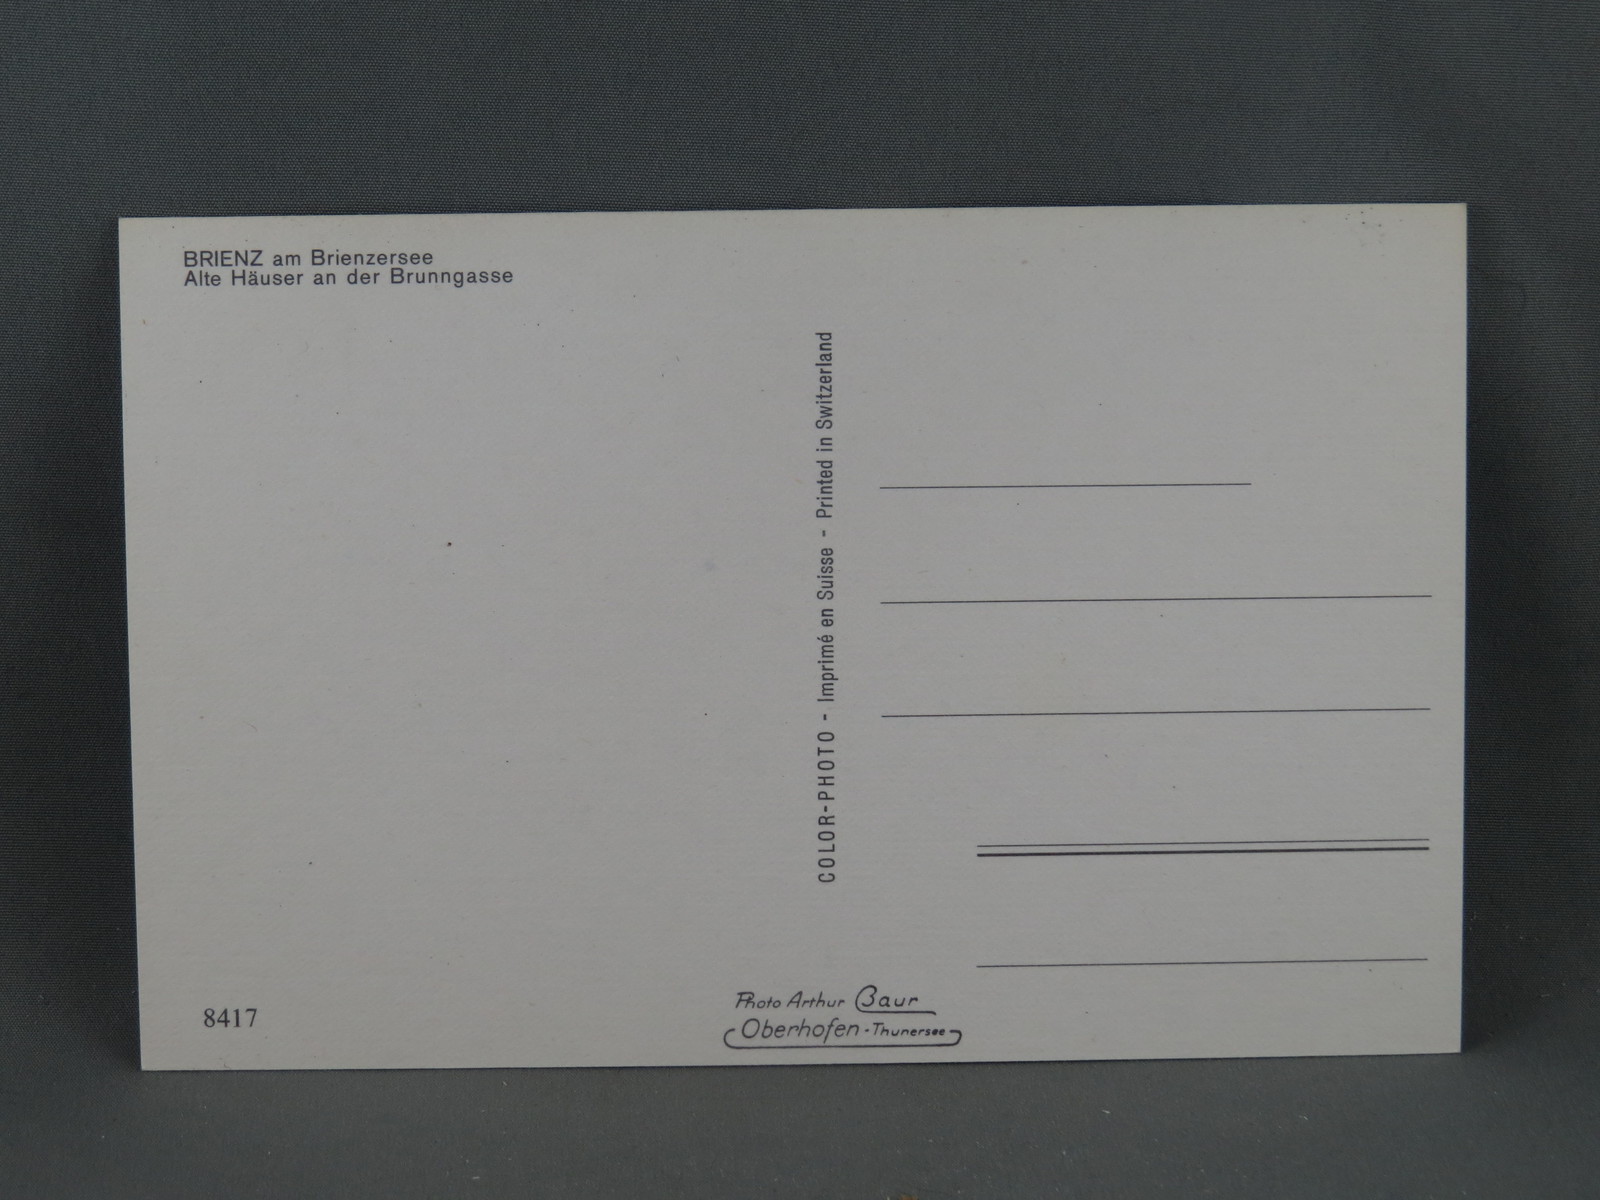 BRIENZ am Brienzersee
Alte Häuser an der Brunngasse
COLOR-PHOTO - Imprimé en Suisse - Printed in Switzerland
8417
Photo Arthur Baur
Oberhofen - Thunersee